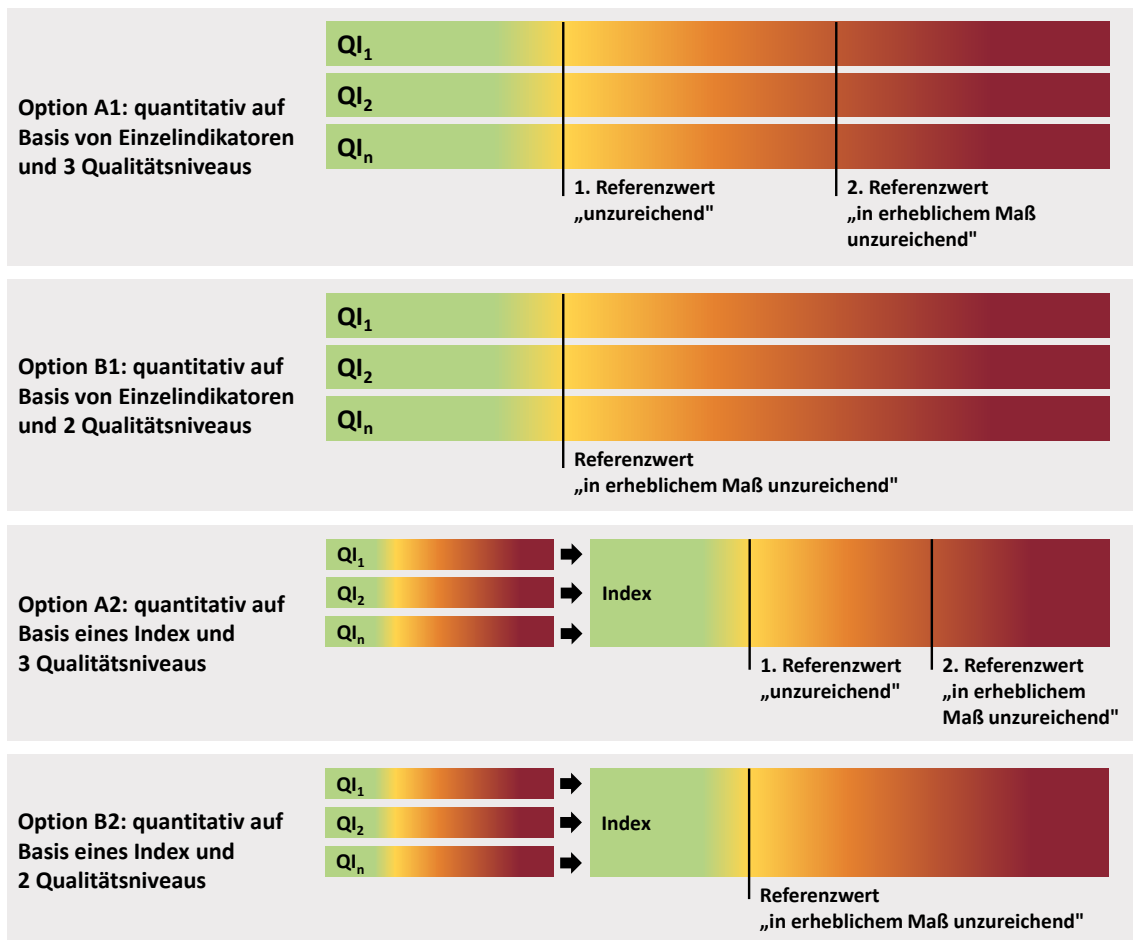 Option A1: quantitativ auf
Basis von Einzelindikatoren
und 3 Qualitätsniveaus
QI1
QI2
QIn
1. Referenzwert
„unzureichend"
2. Referenzwert
„in erheblichem Maß
unzureichend"
Option B1: quantitativ auf
Basis von Einzelindikatoren
und 2 Qualitätsniveaus
QI1
QI2
QIn
Referenzwert
„in erheblichem Maß unzureichend"
Option A2: quantitativ auf
Basis eines Index und
3 Qualitätsniveaus
QI1
QI2
QIn
Index
1. Referenzwert
„unzureichend"
2. Referenzwert
„in erheblichem
Maß unzureichend"
Option B2: quantitativ auf
Basis eines Index und
2 Qualitätsniveaus
QI1
QI2
QIn
Index
Referenzwert
„in erheblichem Maß unzureichend"